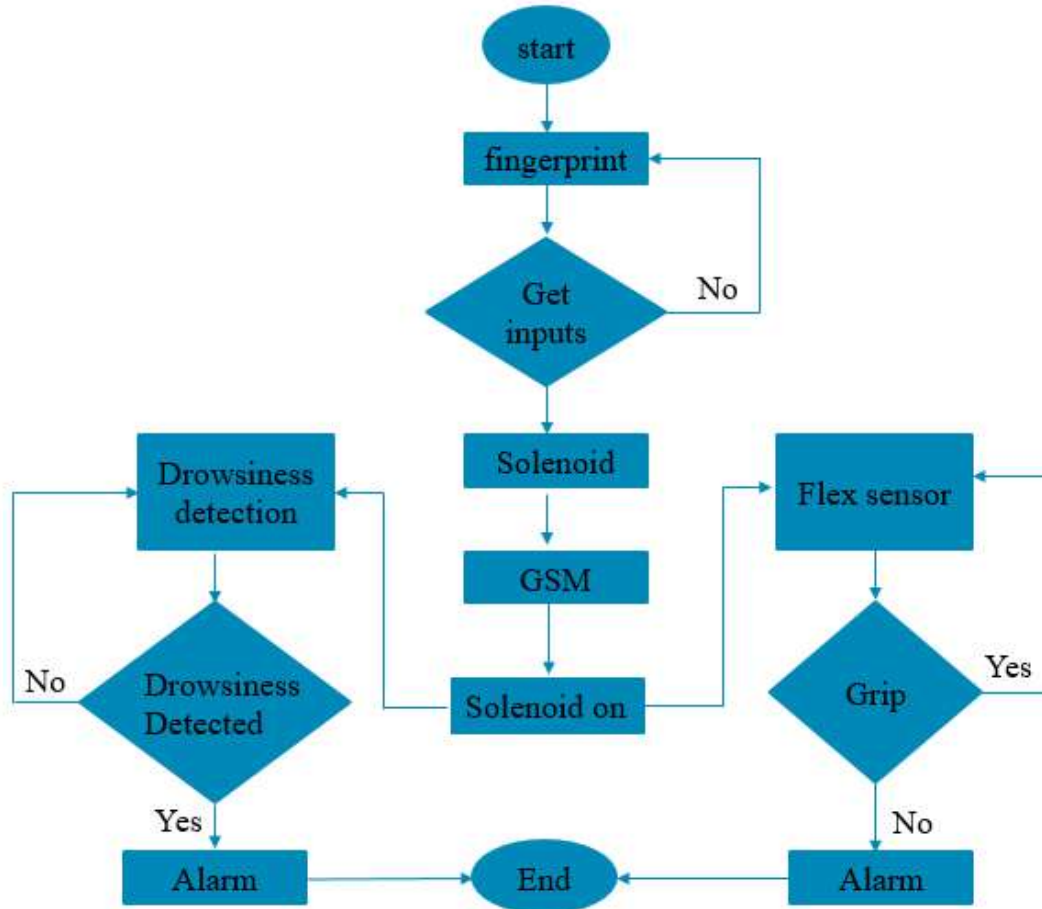 start
fingerprint
Get
inputs
No
Solenoid
Drowsiness
detection
Flex sensor
GSM
No
Drowsiness
Detected
Solenoid on
Grip
Yes
Yes
No
Alarm
End
Alarm